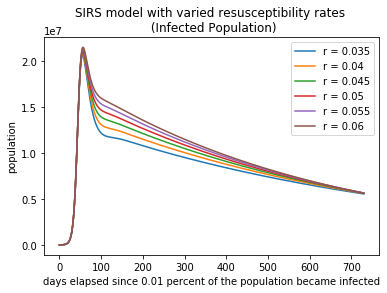 SIRS model with varied resusceptibility rates
(Infected Population)
1e7
r = 0.035
r = 0.04
r = 0.045
r = 0.05
r = 0.055
r = 0.06
2.0
1.5
1.0
0.5
0.0
population
0 100 200 300 400 500 600 700
days elapsed since 0.01 percent of the population became infected